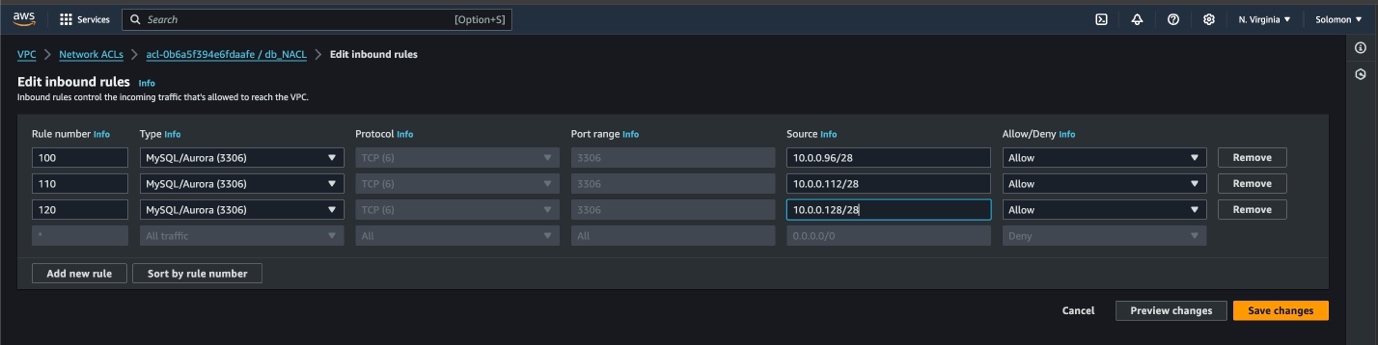 aws Services Search [Option+S] N. Virginia Solomon
VPC Network ACLs acl-0b6a5f394e6fdaafe / db_NACL Edit inbound rules
Edit inbound rules Info
Inbound rules control the incoming traffic that's allowed to reach the VPC.
Rule number Info Type Info Protocol Info Port range Info Source Info Allow/Deny Info
100 MySQL/Aurora (3306) TCP (6) 3306 10.0.0.96/28 Allow Remove
110 MySQL/Aurora (3306) TCP (6) 3306 10.0.0.112/28 Allow Remove
120 MySQL/Aurora (3306) TCP (6) 3306 10.0.0.128/28 Allow Remove
* All traffic All All 0.0.0.0/0 Deny
Add new rule Sort by rule number
Cancel Preview changes Save changes